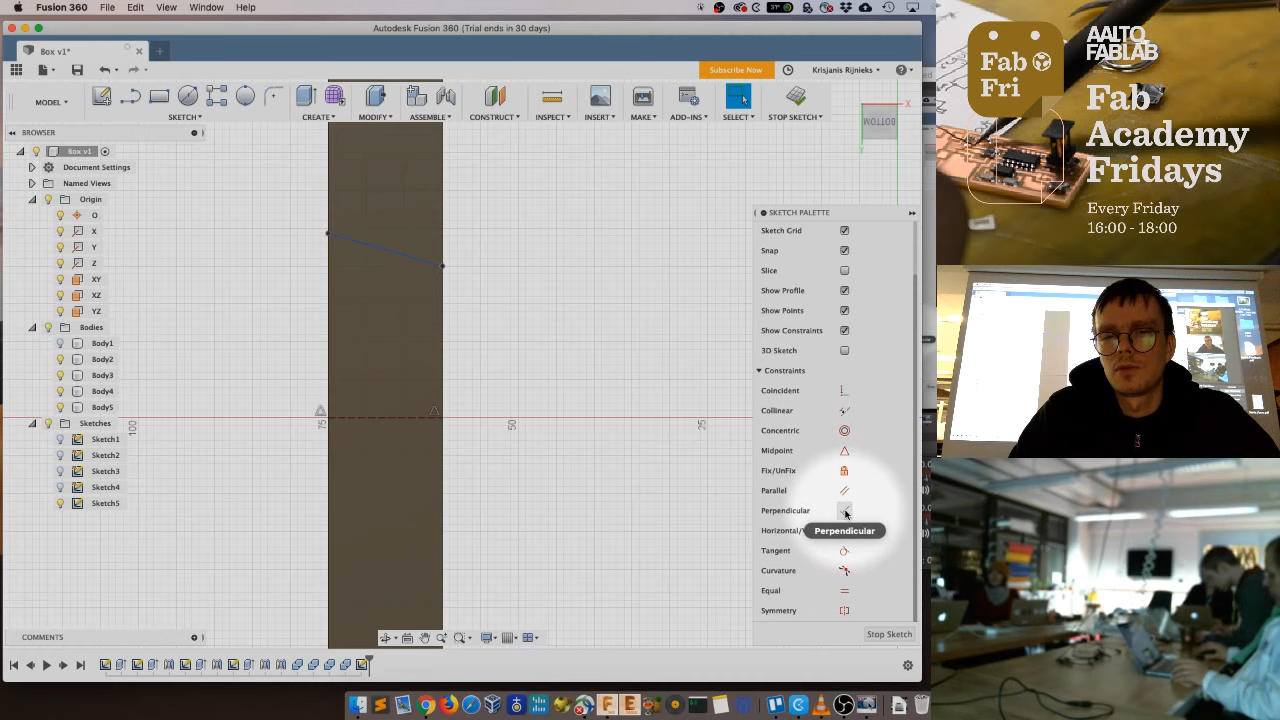 Fusion 360 File Edit View Window Help
Autodesk Fusion 360 (Trial ends in 30 days)
Box v1*
Subscribe Now
Krisjanis Rijnieks
MODEL
SKETCH
CREATE
MODIFY
ASSEMBLE
CONSTRUCT
INSPECT
INSERT
MAKE
ADD-INS
SELECT
STOP SKETCH
BROWSER
Box v1
Document Settings
Named Views
Origin
O
X
Y
Z
XY
XZ
YZ
Bodies
Body1
Body2
Body3
Body4
Body5
Sketches
Sketch1
Sketch2
Sketch3
Sketch4
Sketch5
100
75
50
25
BOTTOM
X
Y
SKETCH PALETTE
Sketch Grid
Snap
Slice
Show Profile
Show Points
Show Constraints
3D Sketch
Constraints
Coincident
Collinear
Concentric
Midpoint
Fix/UnFix
Parallel
Perpendicular
Horizontal/
Perpendicular
Tangent
Curvature
Equal
Symmetry
Stop Sketch
COMMENTS
Fab
Fri
AALTO
FABLAB
Fab
Academy
Fridays
Every Friday
16:00 - 18:00